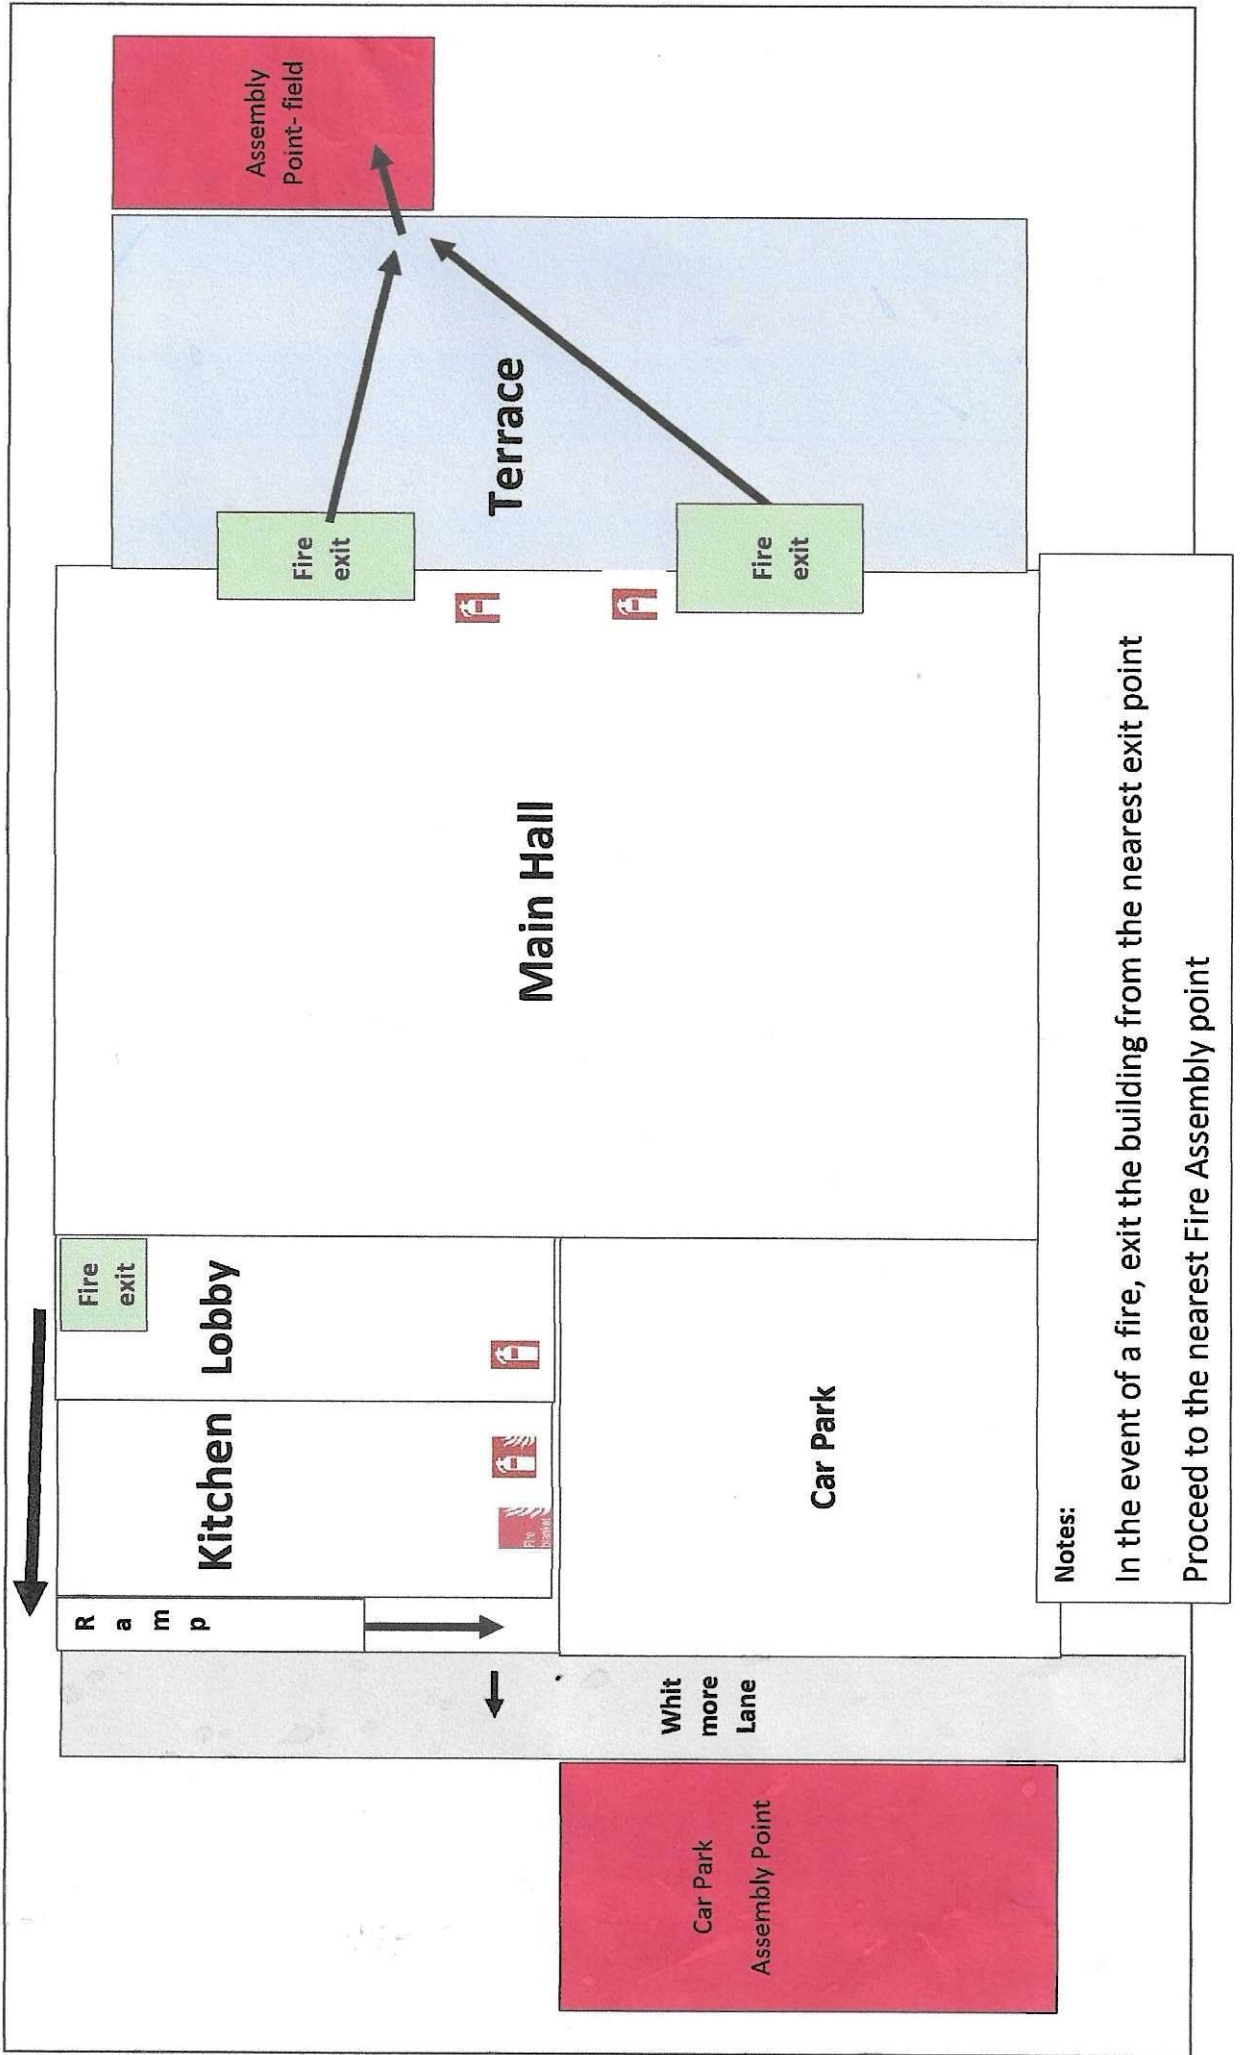 Car Park
Assembly Point
Whit
more
Lane
R
a
m
p
Kitchen
Fire
blanket
Lobby
Fire
exit
Car Park
Main Hall
Fire
exit
Fire
exit
Terrace
Assembly
Point- field
Notes:
In the event of a fire, exit the building from the nearest exit point
Proceed to the nearest Fire Assembly point